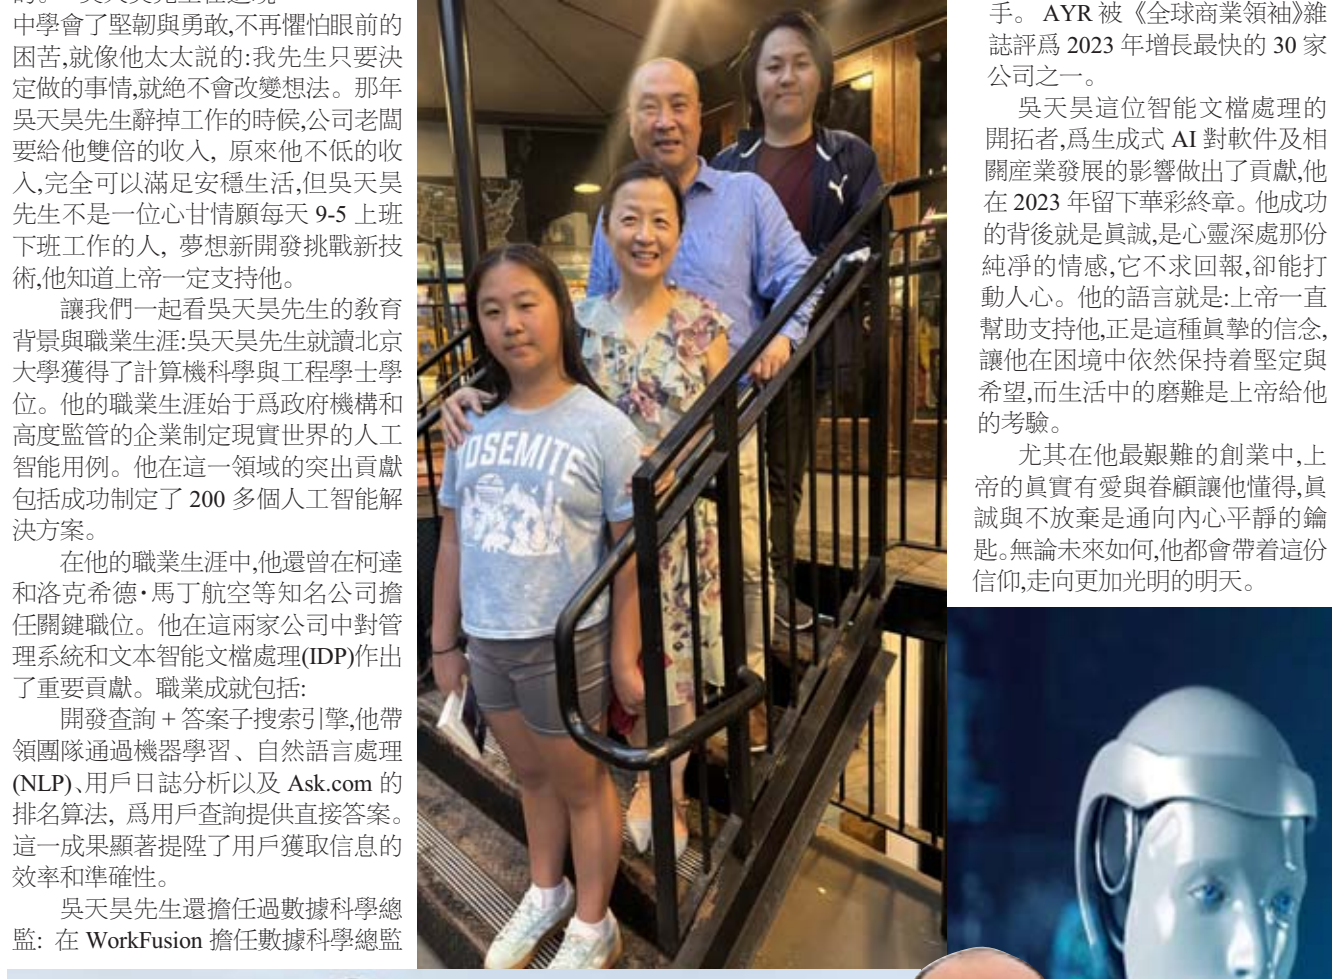 中學會了堅韌與勇敢,不再懼怕眼前的
困苦,就像他太太説的:我先生只要決
定做的事情,就絶不會改變想法。那年
吳天昊先生辭掉工作的時候,公司老闆
要給他雙倍的收入, 原來他不低的收
入,完全可以滿足安穩生活,但吳天昊
先生不是一位心甘情願每天 9-5 上班
下班工作的人, 夢想新開發挑戰新技
術,他知道上帝一定支持他。
讓我們一起看吳天昊先生的敎育
背景與職業生涯:吳天昊先生就讀北京
大學獲得了計算機科學與工程學士學
位。他的職業生涯始于爲政府機構和
高度監管的企業制定現實世界的人工
智能用例。他在這一領域的突出貢獻
包括成功制定了 200 多個人工智能解
決方案。
在他的職業生涯中,他還曾在柯達
和洛克希德·馬丁航空等知名公司擔
任關鍵職位。他在這兩家公司中對管
理系統和文本智能文檔處理(IDP)作出
了重要貢獻。職業成就包括:
開發查詢 + 答案子搜索引擎,他帶
領團隊通過機器學習、自然語言處理
(NLP)、用戶日誌分析以及 Ask.com 的
排名算法, 爲用戶查詢提供直接答案。
這一成果顯著提陞了用戶獲取信息的
效率和準確性。
吳天昊先生還擔任過數據科學總
監: 在 WorkFusion 擔任數據科學總監
YOSEMITE
手。 AYR 被《全球商業領袖》雜
誌評爲 2023 年增長最快的 30 家
公司之一。
吳天昊這位智能文檔處理的
開拓者,爲生成式 AI 對軟件及相
關産業發展的影響做出了貢獻,他
在 2023 年留下華彩終章。他成功
的背後就是眞誠,是心靈深處那份
純凈的情感,它不求回報,卻能打
動人心。他的語言就是:上帝一直
幫助支持他,正是這種眞摯的信念,
讓他在困境中依然保持着堅定與
希望,而生活中的磨難是上帝給他
的考驗。
尤其在他最艱難的創業中,上
帝的眞實有愛與眷顧讓他懂得,眞
誠與不放棄是通向內心平靜的鑰
匙。無論未來如何,他都會帶着這份
信仰,走向更加光明的明天。